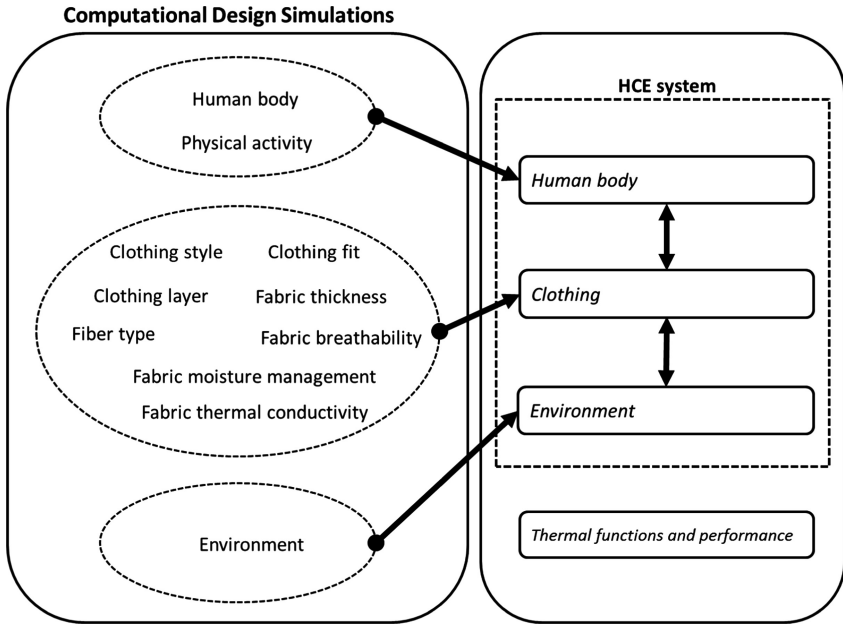 Computational Design Simulations
Human body
Physical activity
Clothing style
Clothing fit
Clothing layer
Fabric thickness
Fiber type
Fabric breathability
Fabric moisture management
Fabric thermal conductivity
Environment
HCE system
Human body
Clothing
Environment
Thermal functions and performance